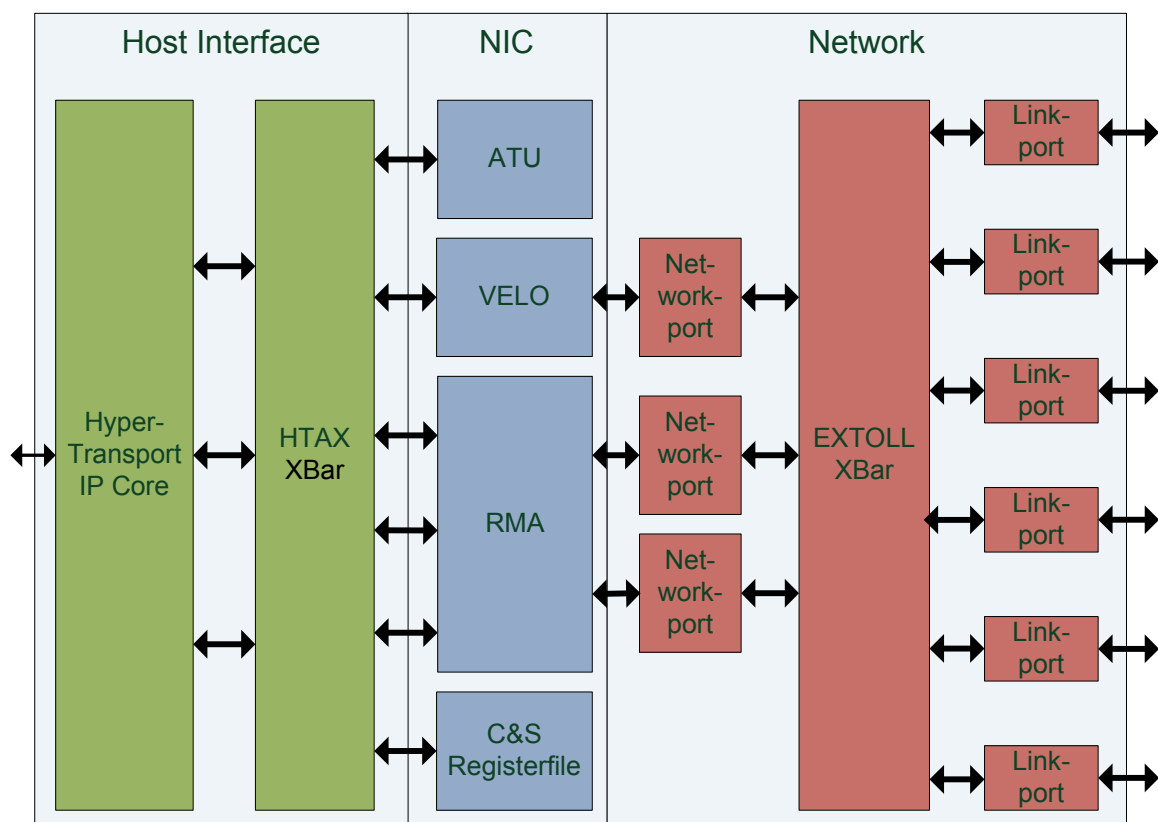 Host Interface
NIC
Network
Hyper-
Transport
IP Core
HTAX
XBar
ATU
VELO
RMA
C&S
Registerfile
Net-
work-
port
Net-
work-
port
Net-
work-
port
EXTOLL
XBar
Link-
port
Link-
port
Link-
port
Link-
port
Link-
port
Link-
port